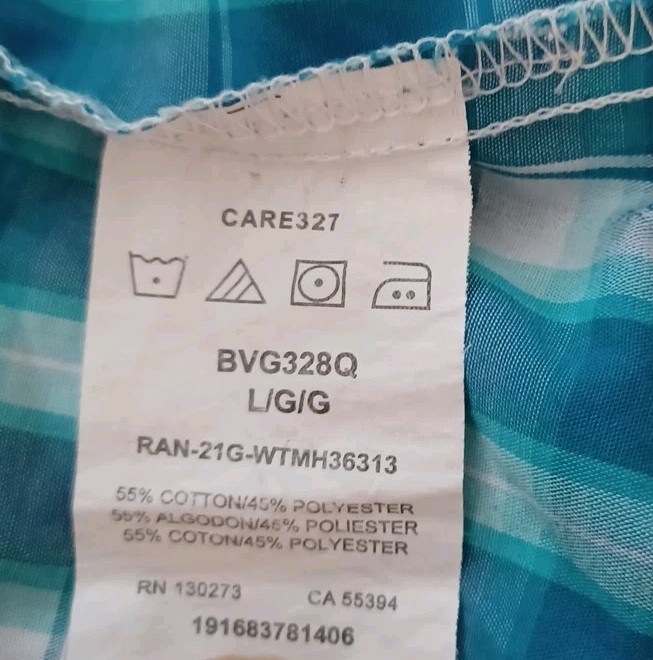 CARE327
BVG328Q
L/G/G
RAN-21G-WTMH36313
55% COTTON/45% POLYESTER
55% ALGODON/45% POLIESTER
55% COTON/45% POLYESTER
RN 130273 CA 55394
191683781406